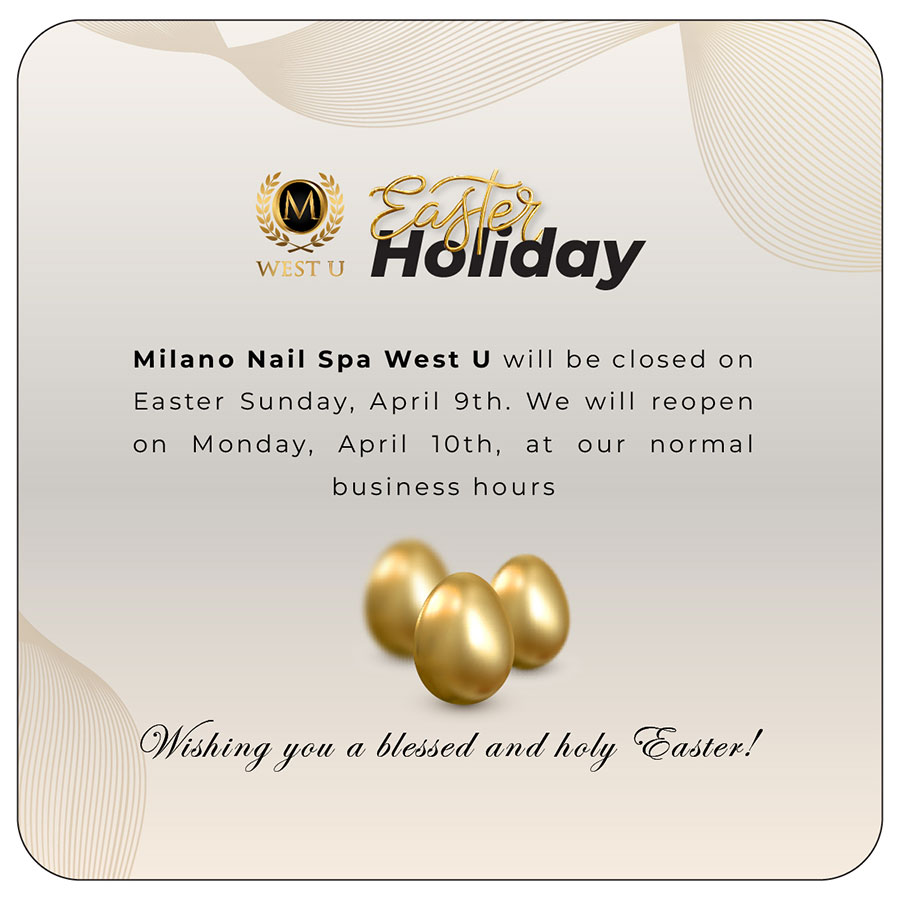 M
WEST U
Easter
Holiday
Milano Nail Spa West U will be closed on
Easter Sunday, April 9th. We will reopen
on Monday, April 10th, at our normal
business hours
Wishing you a blessed and holy Easter!